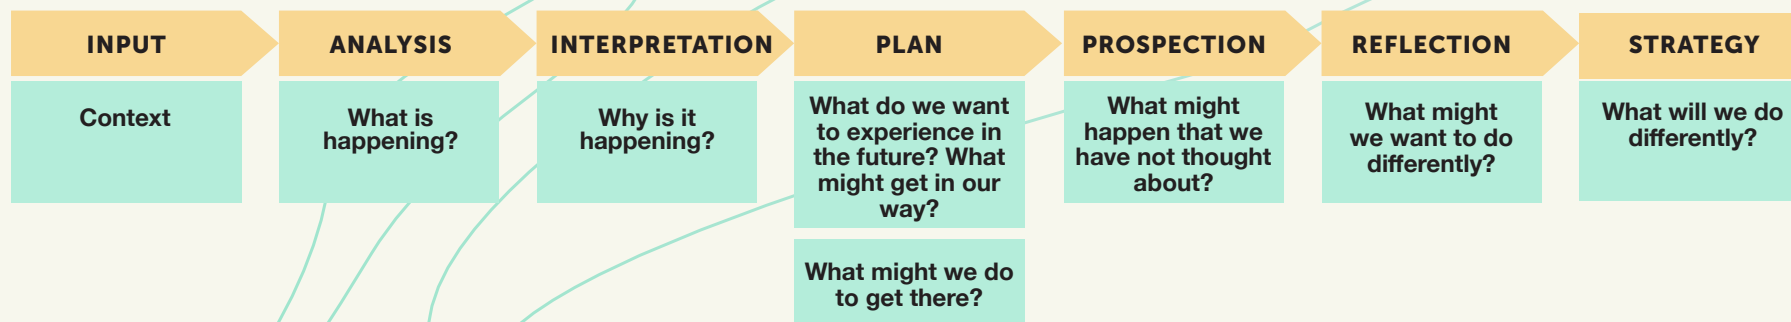 INPUT
Context
ANALYSIS
What is
happening?
INTERPRETATION
Why is it
happening?
PLAN
What do we want
to experience in
the future? What
might get in our
way?
What might we do
to get there?
PROSPECTION
What might
happen that we
have not thought
about?
REFLECTION
What might
we want to do
differently?
STRATEGY
What will we do
differently?